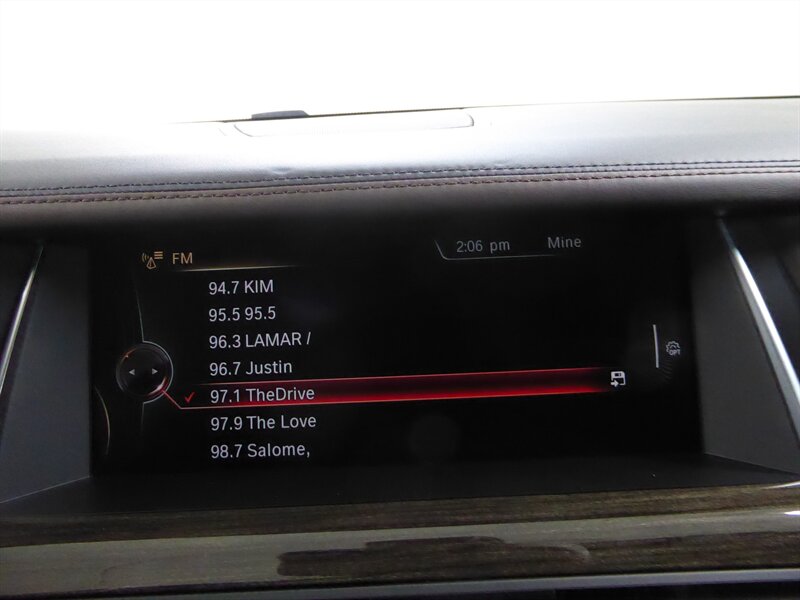 FM
2:06 pm Mine
94.7 KIM
95.5 95.5
96.3 LAMAR /
96.7 Justin
OPT
97.1 TheDrive
97.9 The Love
98.7 Salome,